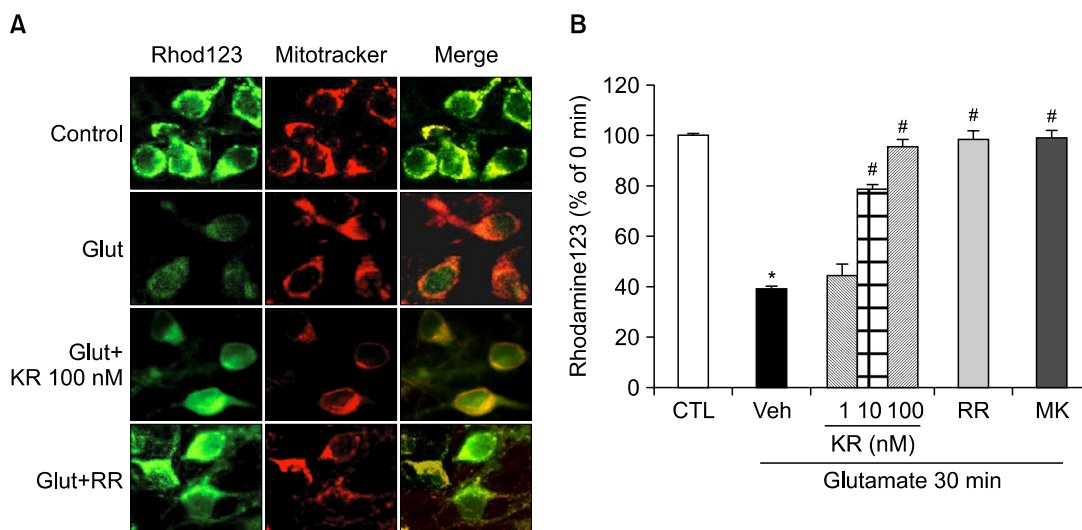 A
Rhod123 Mitotracker Merge
Control
Glut
Glut+
KR 100 nM
Glut+RR
B
Rhodamine123 (% of 0 min)
120
100
80
60
40
20
0
*
#
#
#
#
CTL Veh 1 10 100 RR MK
KR (nM)
Glutamate 30 min